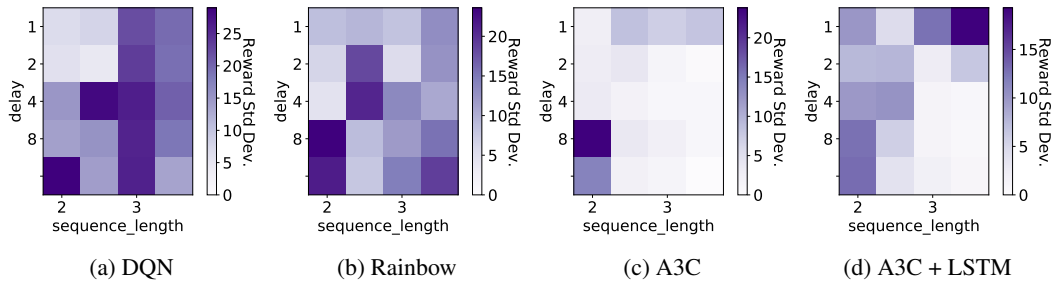 1
2
4
8
delay
2
3
sequence_length
0
5
10
15
20
25
Reward Std Dev.
(a) DQN
1
2
4
8
delay
2
3
sequence_length
0
5
10
15
20
Reward Std Dev.
(b) Rainbow
1
2
4
8
delay
2
3
sequence_length
0
5
10
15
20
Reward Std Dev.
(c) A3C
1
2
4
8
delay
2
3
sequence_length
0
5
10
15
Reward Std Dev.
(d) A3C + LSTM